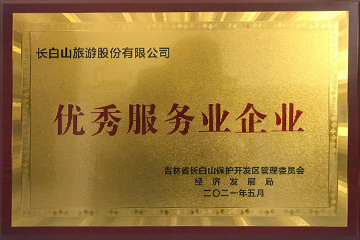 长白山旅游股份有限公司
优秀服务业企业
吉林省长白山保护开发区管理委员会
经济发展局
二〇二一年五月